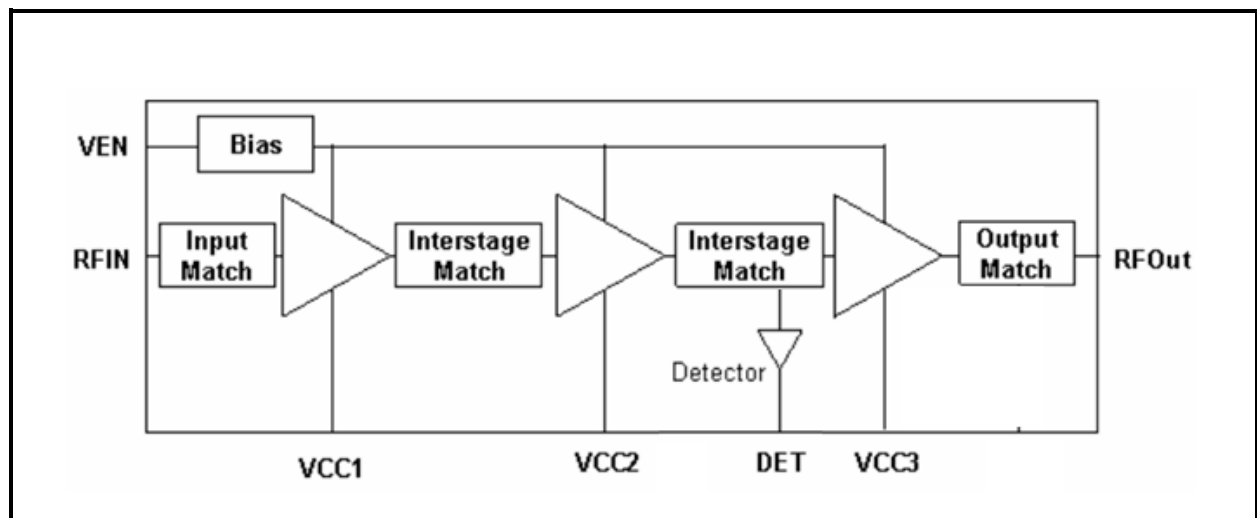 VEN
Bias
RFIN
Input
Match
Interstage
Match
Interstage
Match
Output
Match
RFOut
Detector
VCC1
VCC2
DET
VCC3